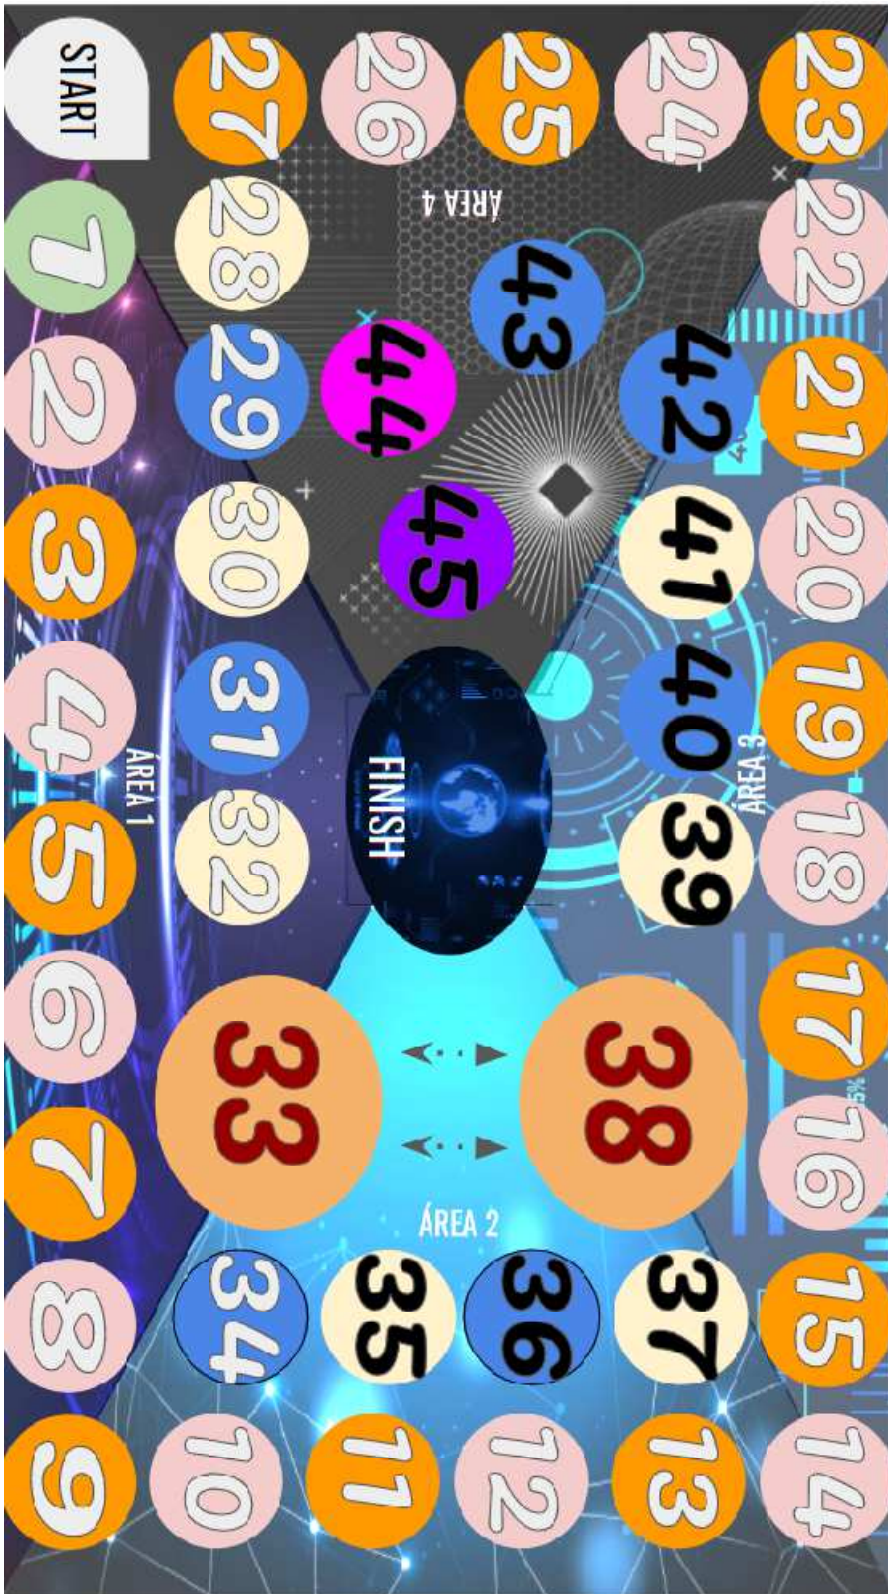 23 22 21 20 19 18 17 16 15 14
ÁREA 3
24 42 41 40 39 38 37 13
25 43 36 12
ÁREA 4
45
ÁREA 2
26 44 FINISH 35 11
27 28 29 30 31 32 33 34 10
ÁREA 1
START 1 2 3 4 5 6 7 8 9